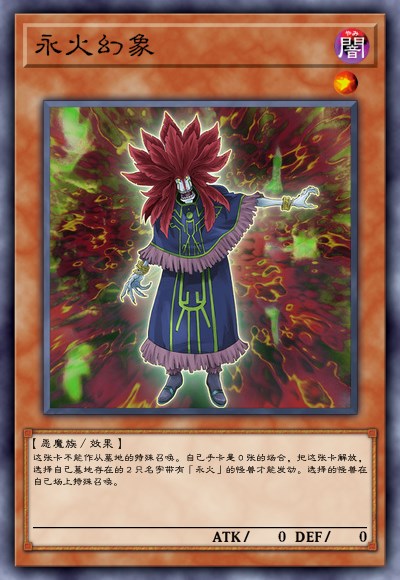 永火幻象
やみ
闇
【恶魔族/效果】
这张卡不能作从墓地的特殊召唤。自己手卡是0张的场合，把这张卡解放，
选择自己墓地存在的2只名字带有「永火」的怪兽才能发动。选择的怪兽在
自己场上特殊召唤。
ATK/ 0 DEF/ 0